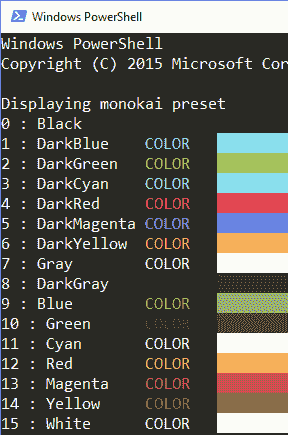 Windows PowerShell
Windows PowerShell
Copyright (C) 2015 Microsoft Cor
Displaying monokai preset
0 : Black
1 : DarkBlue COLOR
2 : DarkGreen COLOR
3 : DarkCyan COLOR
4 : DarkRed COLOR
5 : DarkMagenta COLOR
6 : DarkYellow COLOR
7 : Gray COLOR
8 : DarkGray
9 : Blue COLOR
10 : Green COLOR
11 : Cyan COLOR
12 : Red COLOR
13 : Magenta COLOR
14 : Yellow COLOR
15 : White COLOR